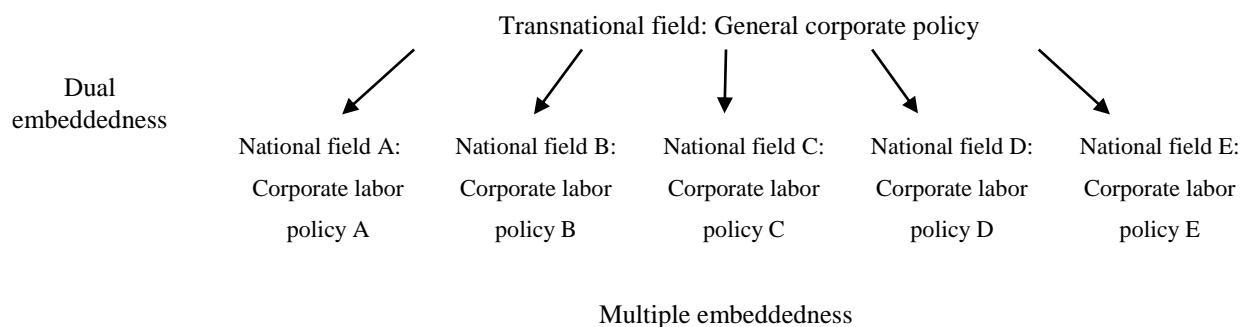 Transnational field: General corporate policy
Dual
embeddedness
National field A:
Corporate labor
policy A
National field B:
Corporate labor
policy B
National field C:
Corporate labor
policy C
National field D:
Corporate labor
policy D
National field E:
Corporate labor
policy E
Multiple embeddedness